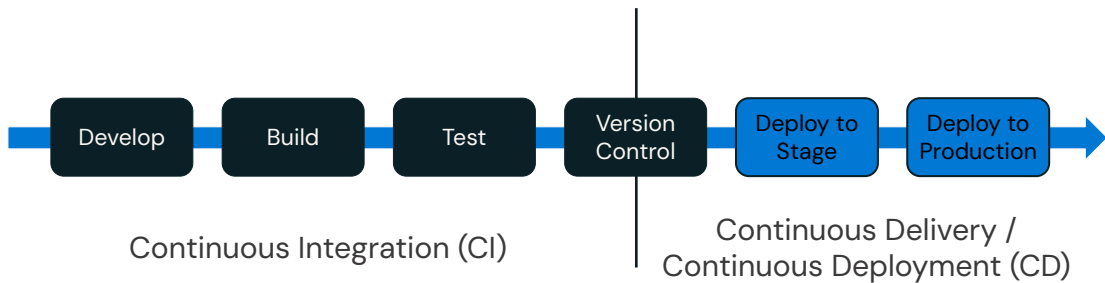 Develop
Build
Test
Version
Control
Deploy to
Stage
Deploy to
Production
Continuous Integration (CI)
Continuous Delivery /
Continuous Deployment (CD)